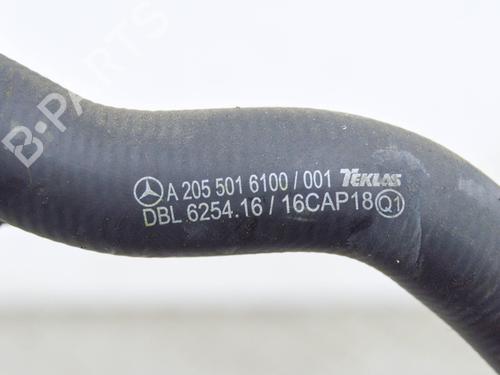 B-PARTS
A 205 501 6100 / 001 TEKLAS
DBL 6254.16 / 16CAP18 Q1